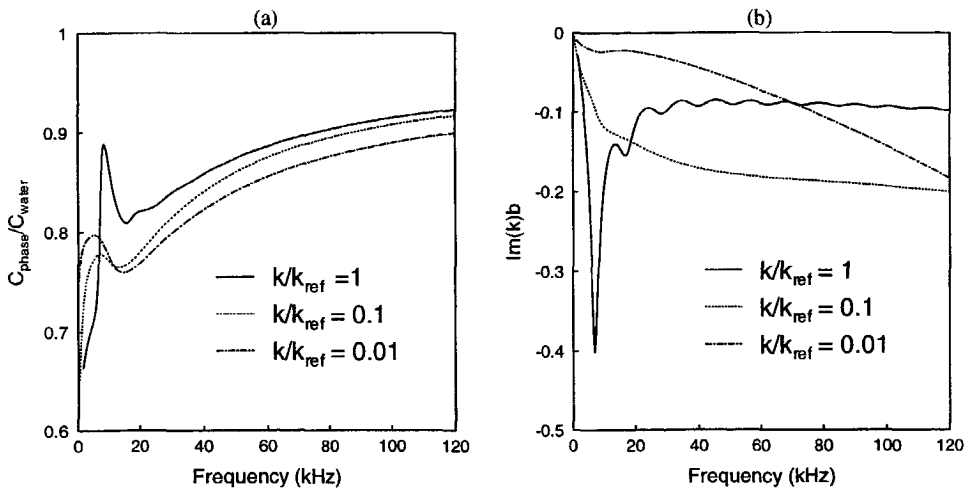 (a)
1
0.9
0.8
0.7
0.6
C_phase/C_water
0 20 40 60 80 100 120
Frequency (kHz)
k/k_ref =1
k/k_ref = 0.1
k/k_ref = 0.01
(b)
0
-0.1
-0.2
-0.3
-0.4
-0.5
Im(k)b
0 20 40 60 80 100 120
Frequency (kHz)
k/k_ref = 1
k/k_ref = 0.1
k/k_ref = 0.01